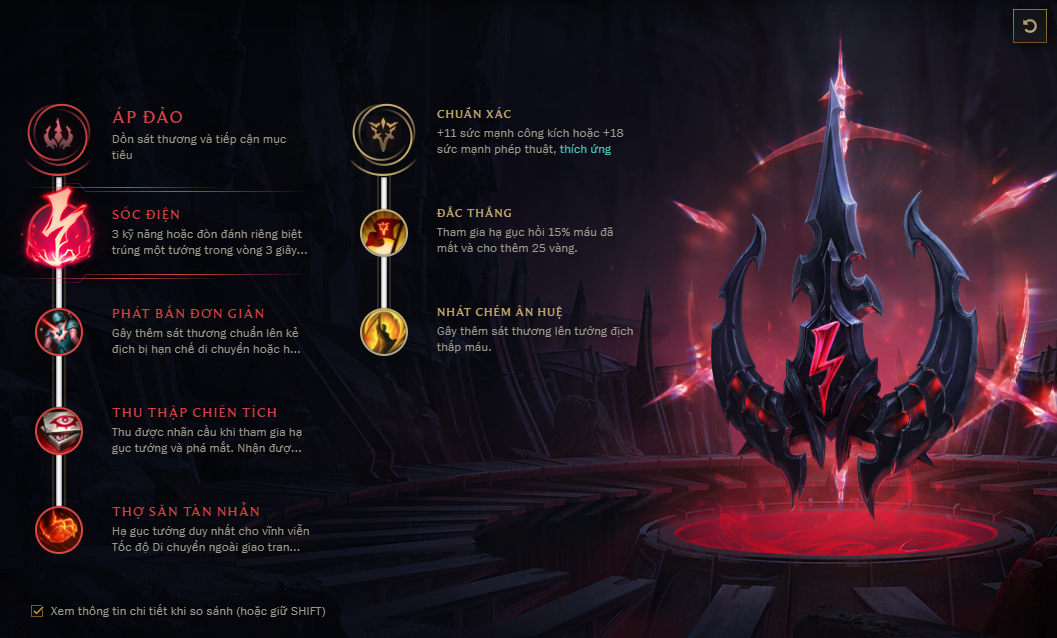 ÁP ĐẢO
Dồn sát thương và tiếp cận mục
tiêu
SỐC ĐIỆN
3 kỹ năng hoặc đòn đánh riêng biệt
trúng một tướng trong vòng 3 giây...
PHÁT BẮN ĐƠN GIẢN
Gây thêm sát thương chuẩn lên kẻ
địch bị hạn chế di chuyển hoặc h...
THU THẬP CHIẾN TÍCH
Thu được nhãn cầu khi tham gia hạ
gục tướng và phá mắt. Nhận đượ...
THỢ SĂN TÀN NHẪN
Hạ gục tướng duy nhất cho vĩnh viễn
Tốc độ Di chuyển ngoài giao tran...
CHUẨN XÁC
+11 sức mạnh công kích hoặc +18
sức mạnh phép thuật, thích ứng
ĐẮC THẮNG
Tham gia hạ gục hồi 15% máu đã
mất và cho thêm 25 vàng.
NHÁT CHÉM ÂN HUỆ
Gây thêm sát thương lên tướng địch
thấp máu.
Xem thông tin chi tiết khi so sánh (hoặc giữ SHIFT)